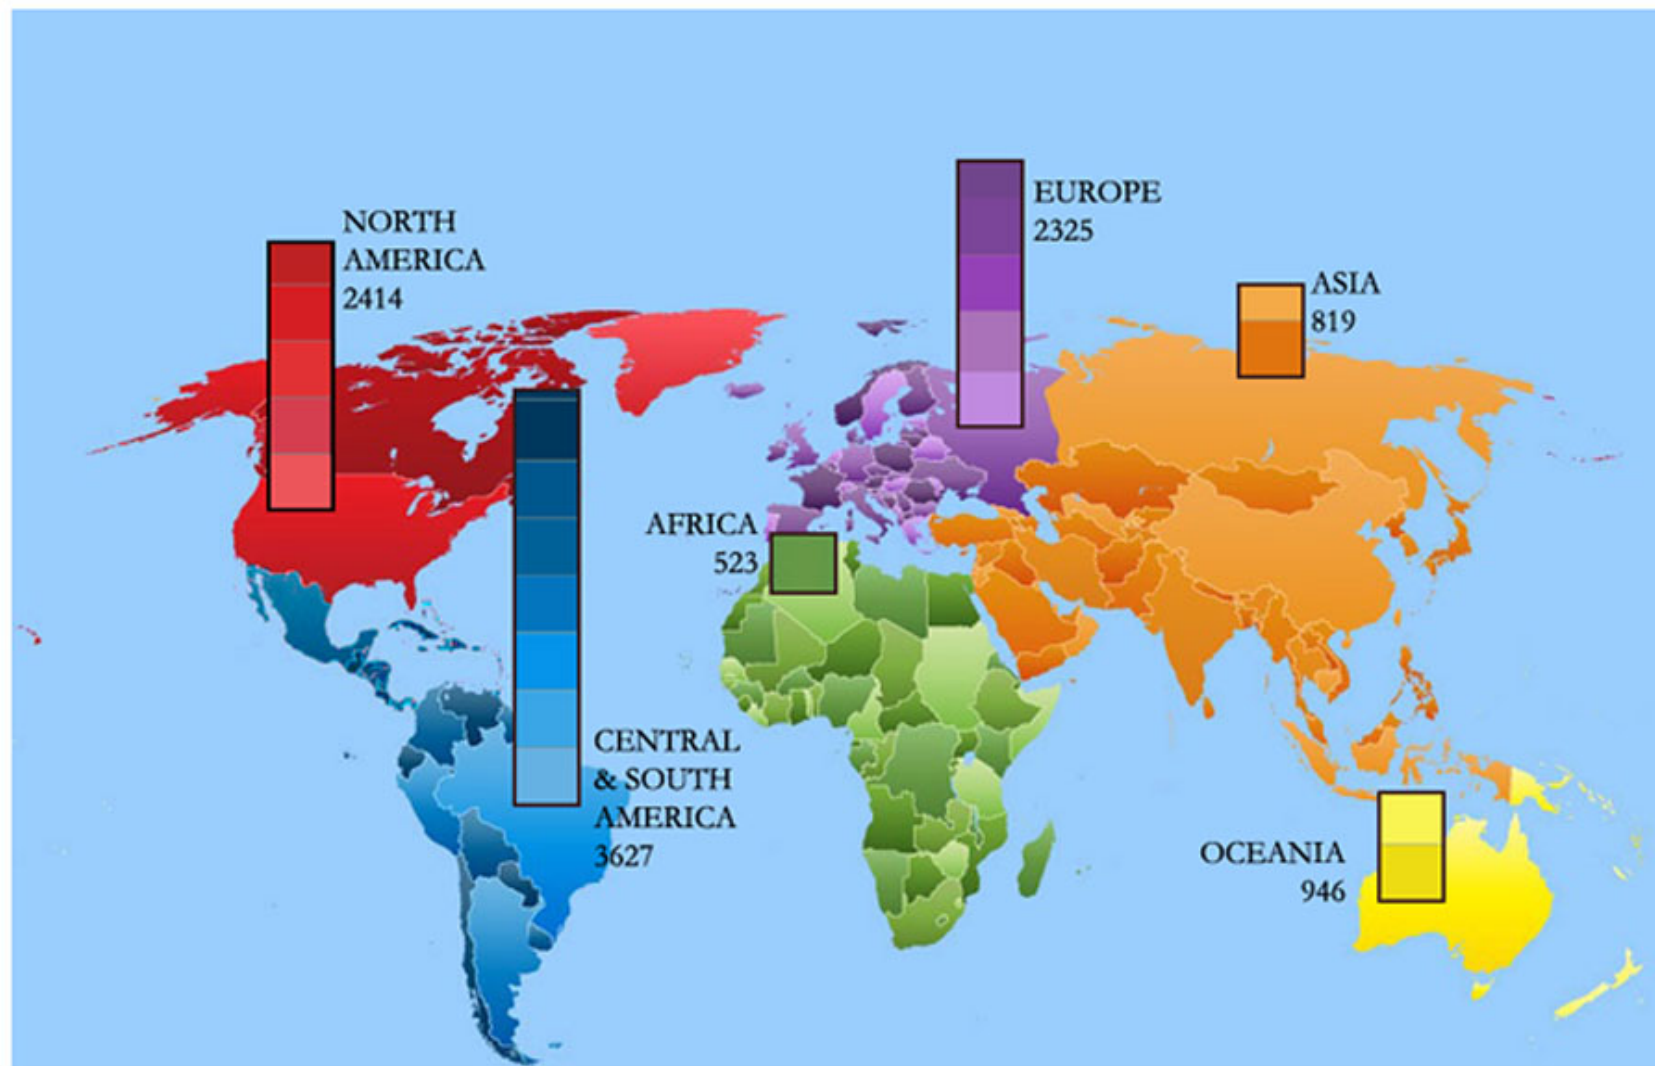 NORTH
AMERICA
2414
EUROPE
2325
ASIA
819
AFRICA
523
CENTRAL
& SOUTH
AMERICA
3627
OCEANIA
946